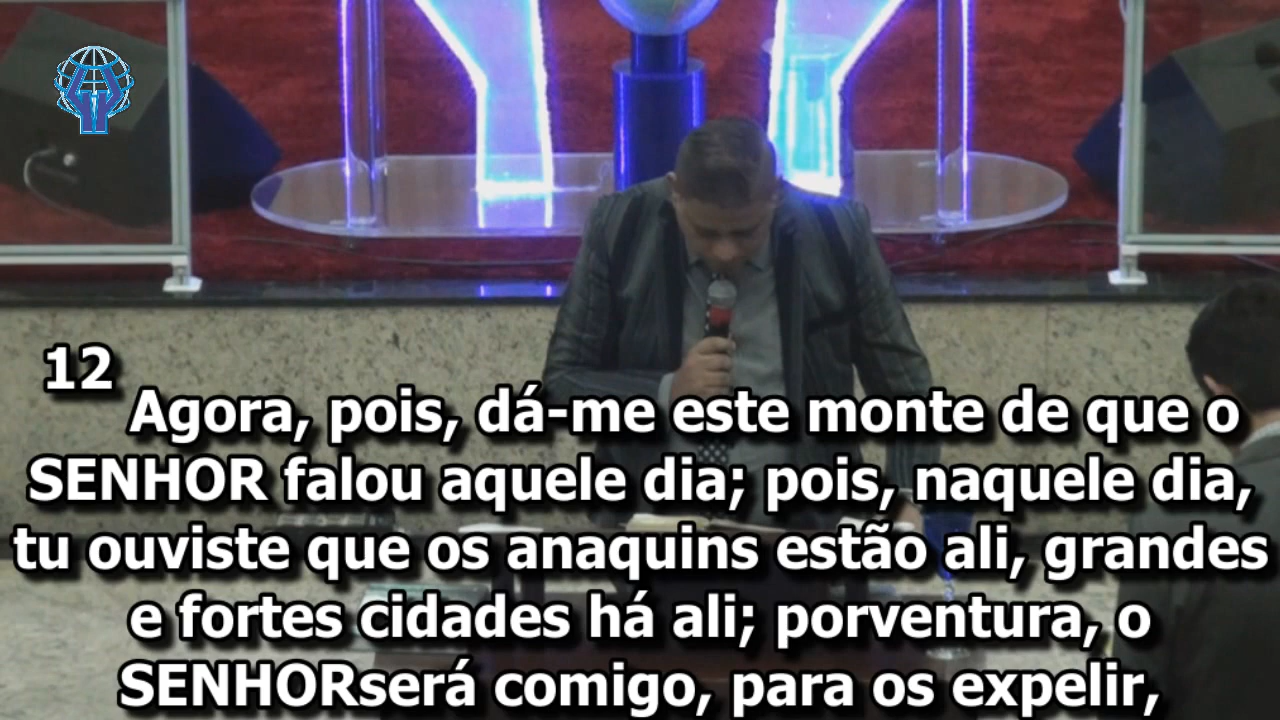 12
Agora, pois, dá-me este monte de que o
SENHOR falou aquele dia; pois, naquele dia,
tu ouviste que os anaquins estão ali, grandes
e fortes cidades há ali; porventura, o
SENHORserá comigo, para os expelir,